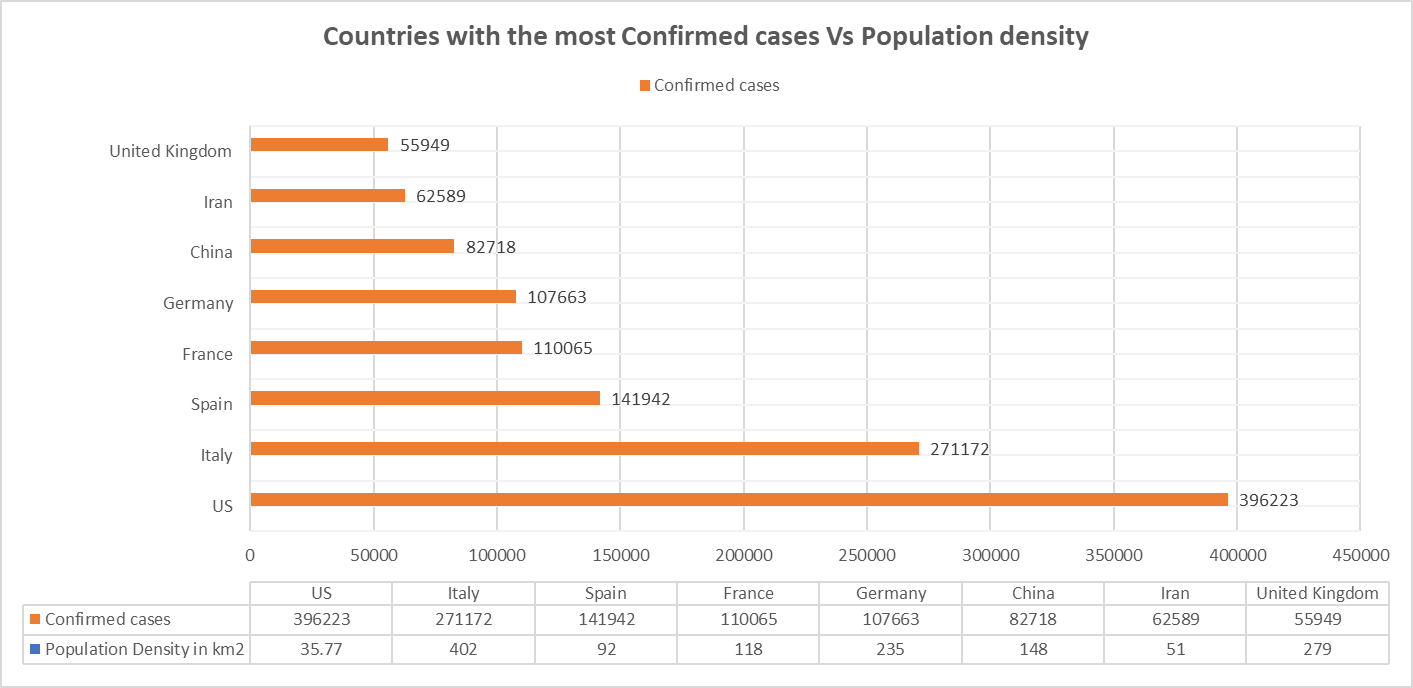 Countries with the most Confirmed cases Vs Population density
Confirmed cases
United Kingdom 55949
Iran 62589
China 82718
Germany 107663
France 110065
Spain 141942
Italy 271172
US 396223
0 50000 100000 150000 200000 250000 300000 350000 400000 450000
US Italy Spain France Germany China Iran United Kingdom
Confirmed cases 396223 271172 141942 110065 107663 82718 62589 55949
Population Density in km2 35.77 402 92 118 235 148 51 279